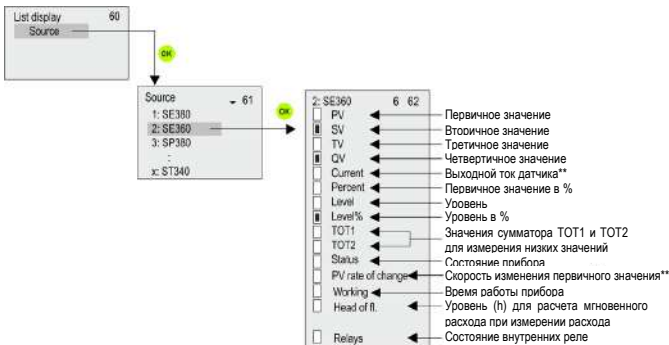 List display 60
Source
OK
Source 61
1: SE380
2: SE360
3: SP380
:
x: ST340
OK
2: SE360 6 62
PV Первичное значение
SV Вторичное значение
TV Третичное значение
QV Четвертичное значение
Current Выходной ток датчика**
Percent Первичное значение в %
Level Уровень
Level% Уровень в %
TOT1 Значения сумматора TOT1 и TOT2
TOT2 для измерения низких значений
Status Состояние прибора
PV rate of change Скорость изменения первичного значения**
Working Время работы прибора
Head of fl. Уровень (h) для расчета мгновенного
расхода при измерении расхода
Relays Состояние внутренних реле